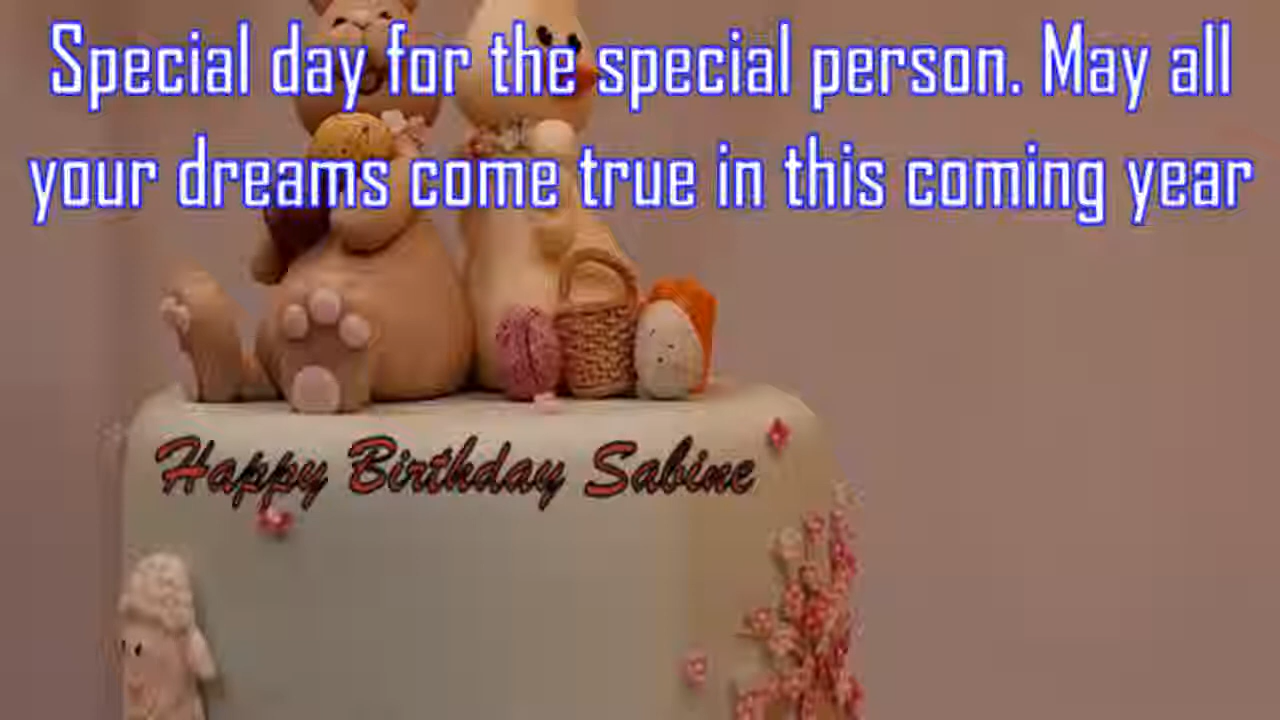 Special day for the special person. May all
your dreams come true in this coming year
Happy Birthday Sabine